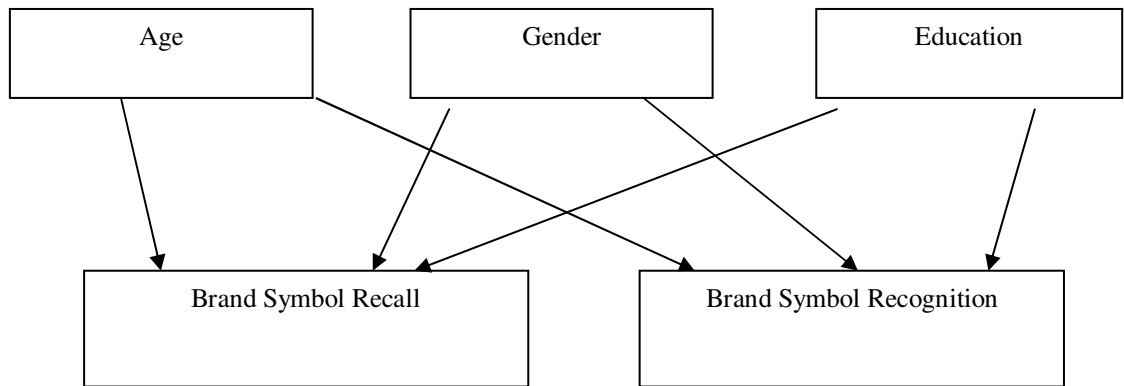 Age
Gender
Education
Brand Symbol Recall
Brand Symbol Recognition